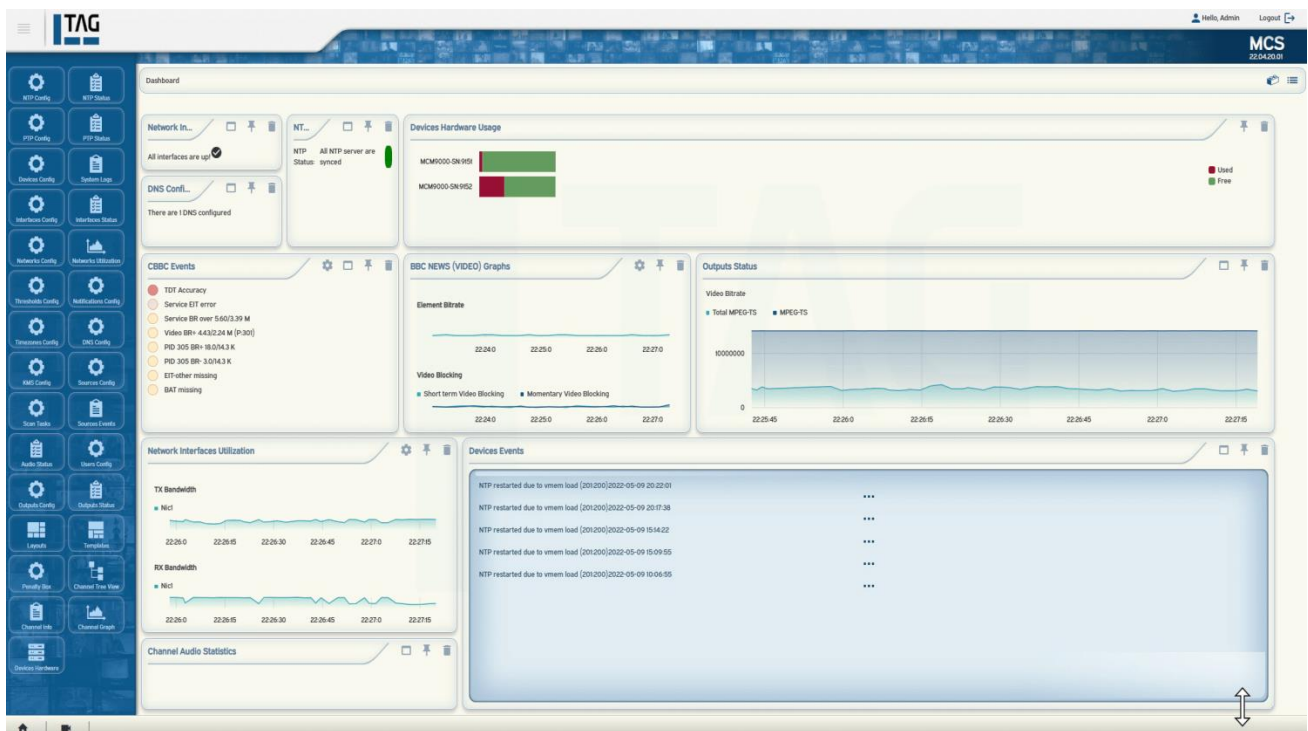 TAG
Hello, Admin Logout
MCS
22.04.20.01
Dashboard
NTP Config NTP Status
PTP Config PTP Status
Devices Config System Logs
Interfaces Config Interfaces Status
Networks Config Networks Utilization
Thresholds Config Notifications Config
Timezones Config DNS Config
KMS Config Sources Config
Scan Tasks Sources Events
Audio Status Users Config
Outputs Config Outputs Status
Layouts Templates
Penalty Box Channel Tree View
Channel Info Channel Graph
Devices Hardware
Network In...
All interfaces are up!
NT...
NTP Status: All NTP server are synced
DNS Confi...
There are 1 DNS configured
Devices Hardware Usage
MCM9000-SN:9151
MCM9000-SN:9152
Used
Free
CBBC Events
TDT Accuracy
Service EIT error
Service BR over 5.60/3.39 M
Video BR+ 4.43/2.24 M (P:301)
PID 305 BR+ 18.0/14.3 K
PID 305 BR- 3.0/14.3 K
EIT-other missing
BAT missing
BBC NEWS (VIDEO) Graphs
Element Bitrate
22:24:0 22:25:0 22:26:0 22:27:0
Video Blocking
Short term Video Blocking Momentary Video Blocking
22:24:0 22:25:0 22:26:0 22:27:0
Outputs Status
Video Bitrate
Total MPEG-TS MPEG-TS
10000000
0
22:25:45 22:26:0 22:26:15 22:26:30 22:26:45 22:27:0 22:27:15
Network Interfaces Utilization
TX Bandwidth
Nic1
22:26:0 22:26:15 22:26:30 22:26:45 22:27:0 22:27:15
RX Bandwidth
Nic1
22:26:0 22:26:15 22:26:30 22:26:45 22:27:0 22:27:15
Channel Audio Statistics
Devices Events
NTP restarted due to vmem load (201200)2022-05-09 20:22:01
...
NTP restarted due to vmem load (201200)2022-05-09 20:17:38
...
NTP restarted due to vmem load (201200)2022-05-09 15:14:22
...
NTP restarted due to vmem load (201200)2022-05-09 15:09:55
...
NTP restarted due to vmem load (201200)2022-05-09 10:06:55
...